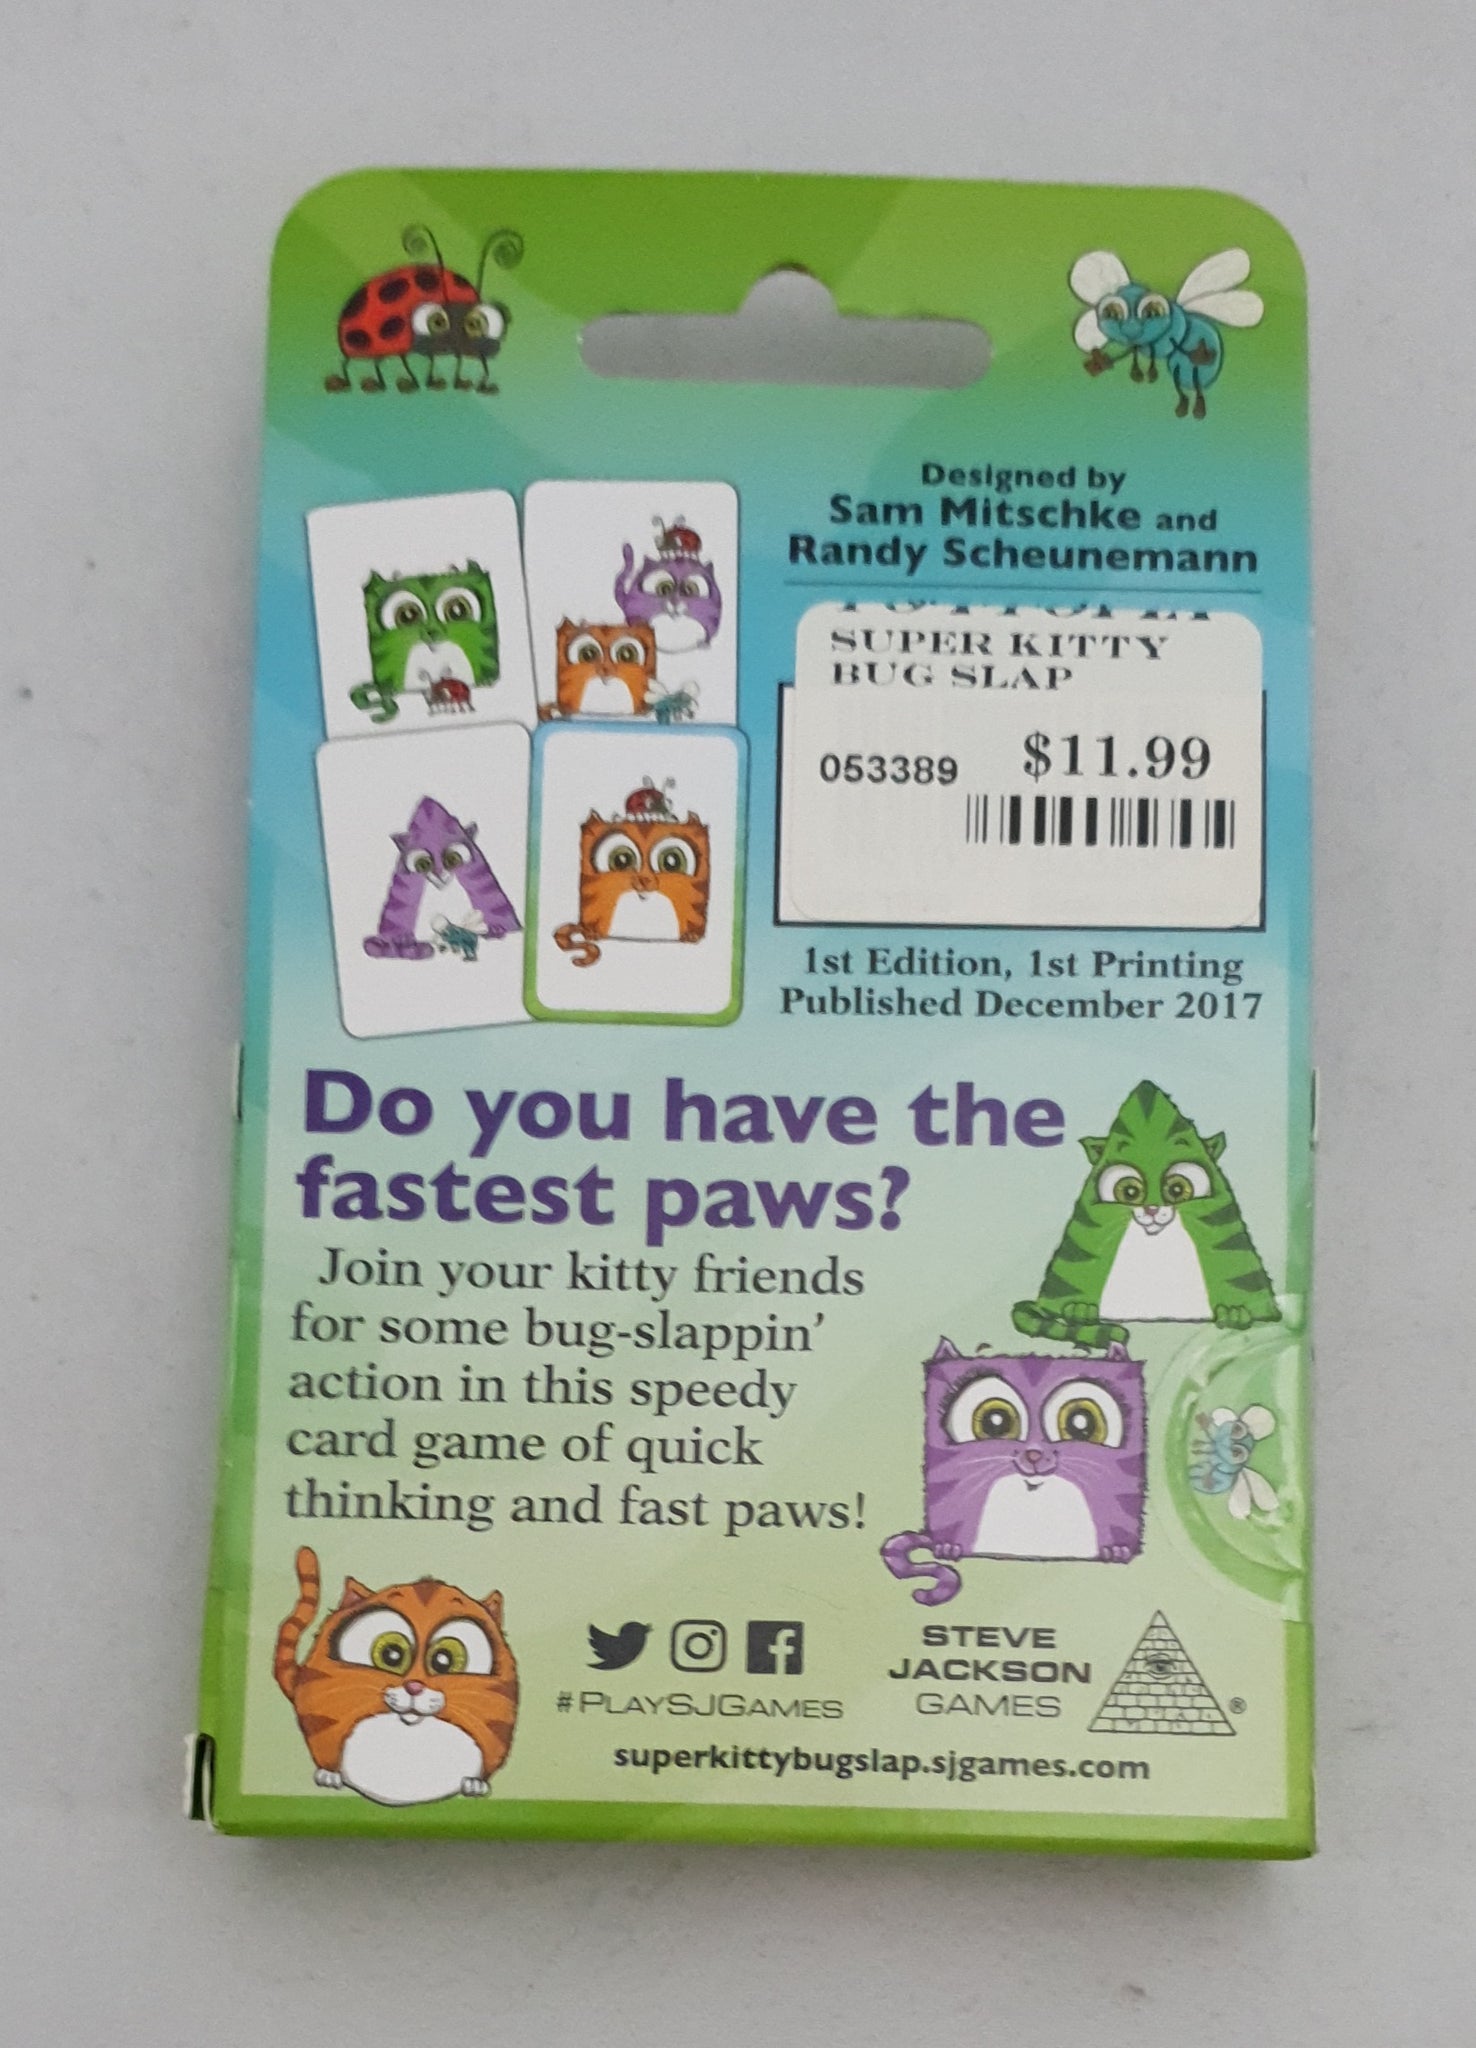 Designed by
Sam Mitschke and
Randy Scheunemann
SUPER KITTY
BUG SLAP
053389 $11.99
1st Edition, 1st Printing
Published December 2017
Do you have the
fastest paws?
Join your kitty friends
for some bug-slappin'
action in this speedy
card game of quick
thinking and fast paws!
#PLAYSJGAMES
STEVE
JACKSON
GAMES
®
superkittybugslap.sjgames.com